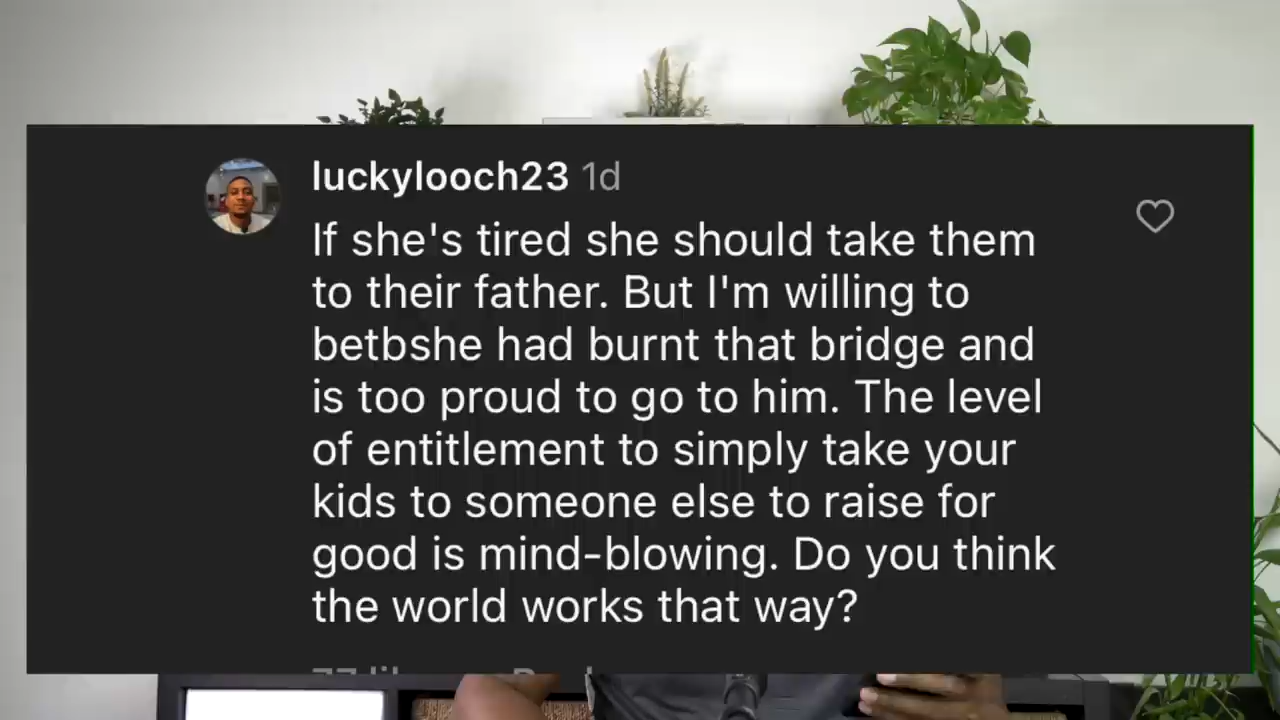 luckylooch23 1d
If she's tired she should take them
to their father. But I'm willing to
betbshe had burnt that bridge and
is too proud to go to him. The level
of entitlement to simply take your
kids to someone else to raise for
good is mind-blowing. Do you think
the world works that way?